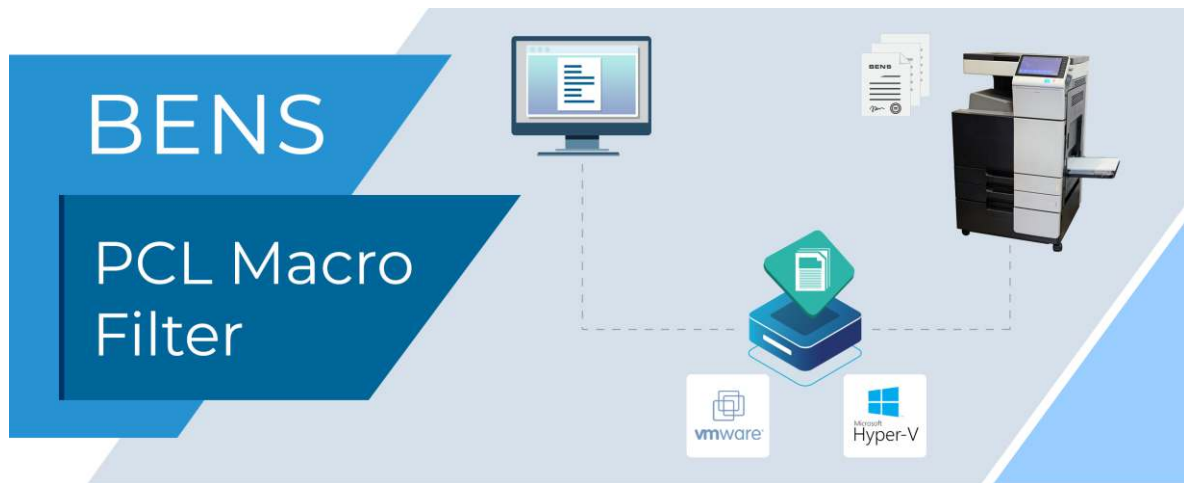 BENS
PCL Macro
Filter
BENS
vmware
Microsoft
Hyper-V